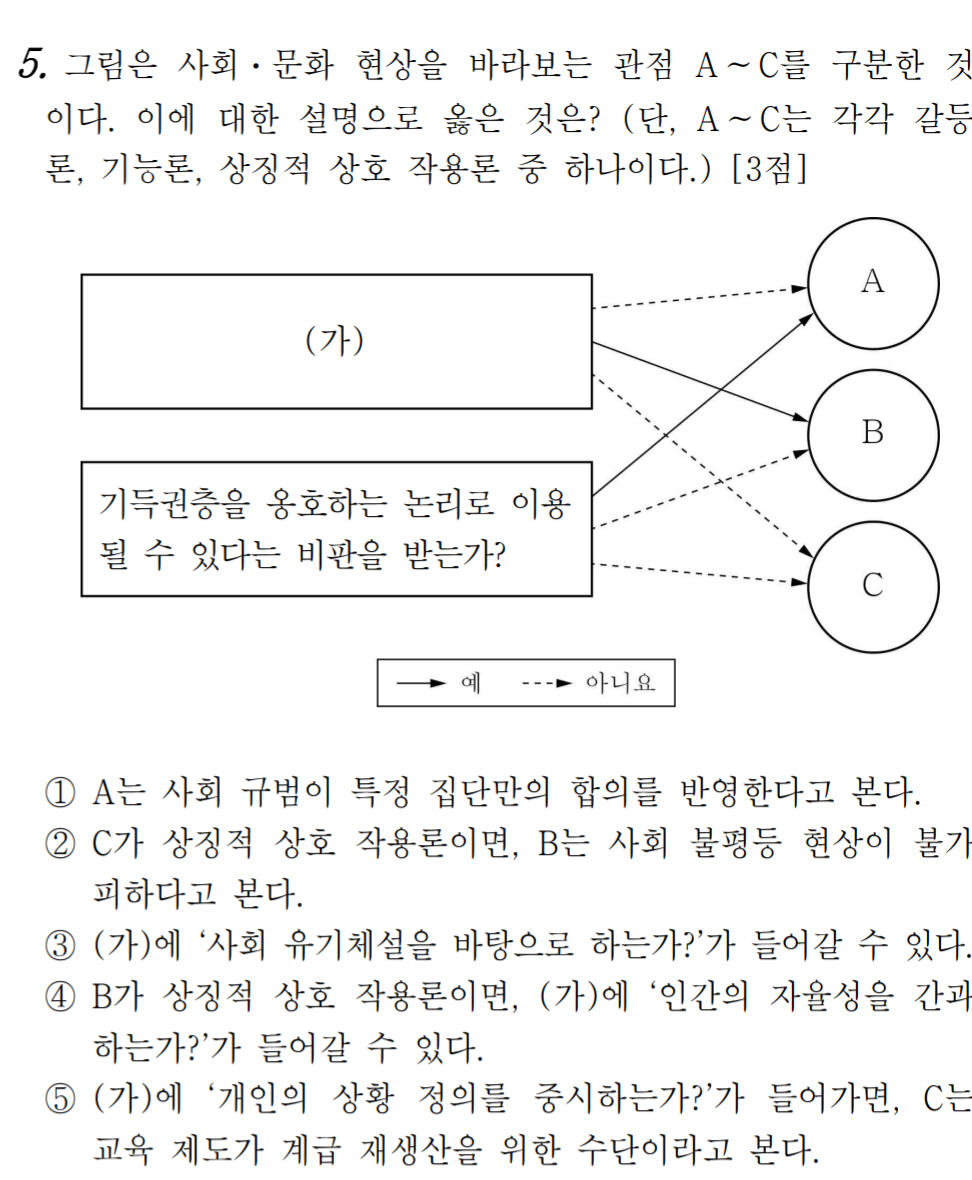 5. 그림은 사회·문화 현상을 바라보는 관점 A~C를 구분한 것
이다. 이에 대한 설명으로 옳은 것은? (단, A~C는 각각 갈등
론, 기능론, 상징적 상호 작용론 중 하나이다.) [3점]
(가)
기득권층을 옹호하는 논리로 이용
될 수 있다는 비판을 받는가?
A
B
C
예 아니요
① A는 사회 규범이 특정 집단만의 합의를 반영한다고 본다.
② C가 상징적 상호 작용론이면, B는 사회 불평등 현상이 불가
피하다고 본다.
③ (가)에 ‘사회 유기체설을 바탕으로 하는가?’가 들어갈 수 있다.
④ B가 상징적 상호 작용론이면, (가)에 ‘인간의 자율성을 간과
하는가?’가 들어갈 수 있다.
⑤ (가)에 ‘개인의 상황 정의를 중시하는가?’가 들어가면, C는
교육 제도가 계급 재생산을 위한 수단이라고 본다.